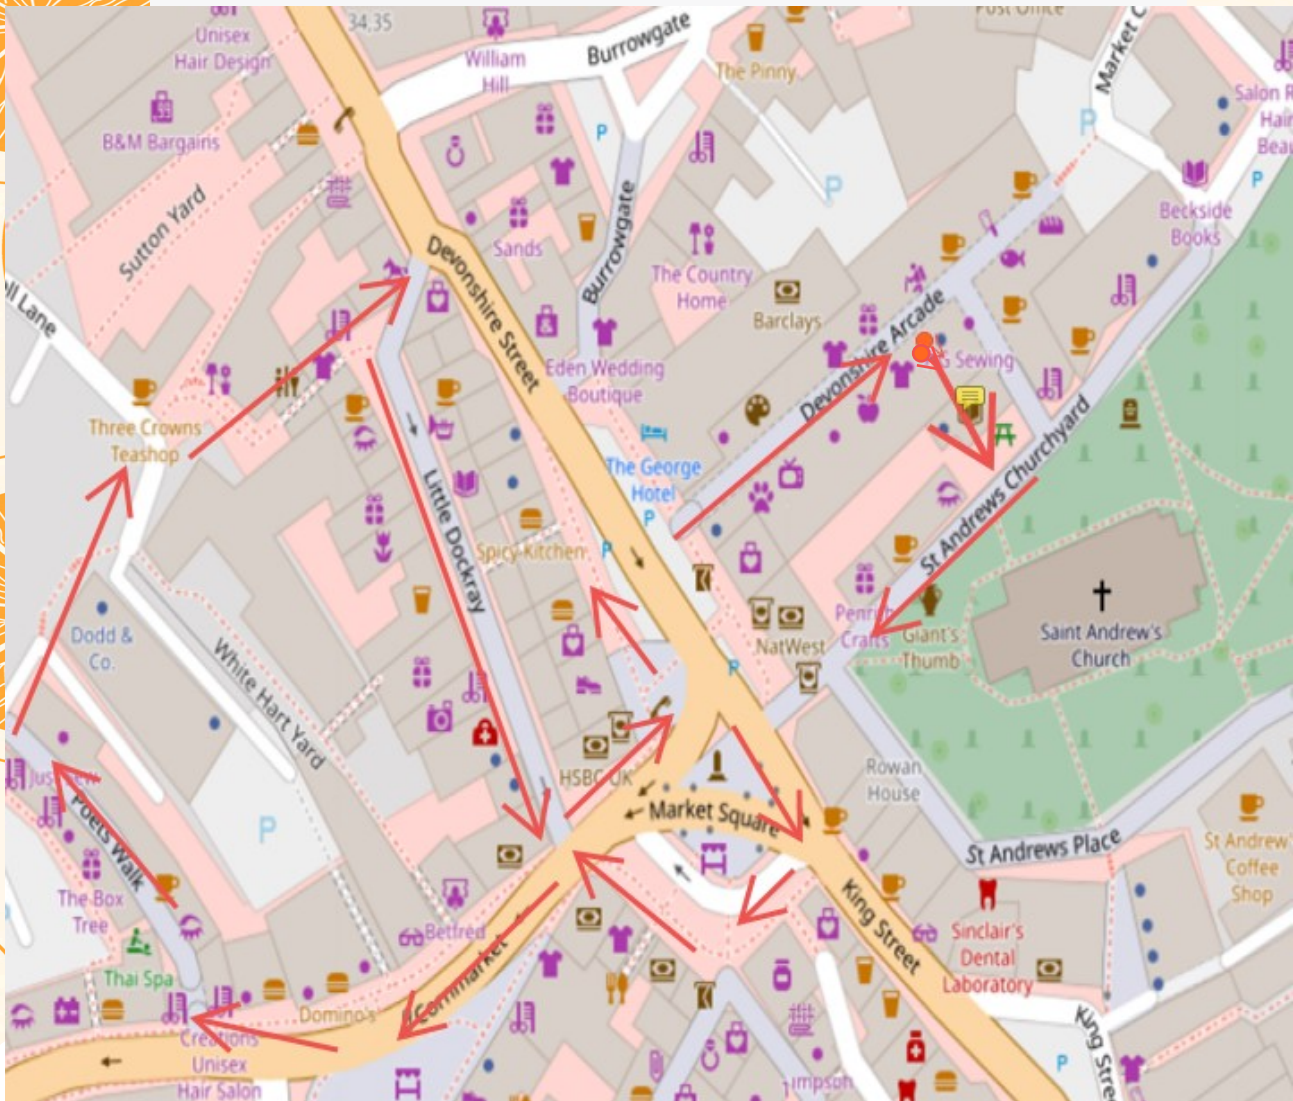 34,35
Unisex
Hair Design
William
Hill
Burrowgate
Post Office
The Pinny
Market C
Salon R
Hair
Beau
B&M Bargains
P
P
P
P
Sutton Yard
Beckside
Books
Sands
Burrowgate
The Country
Home
Devonshire Street
Barclays
ll Lane
Devonshire Arcade
G Sewing
Eden Wedding
Boutique
Three Crowns
Teashop
The George
Hotel
St Andrews Churchyard
Little Dockray
P
P
Spicy Kitchen
Penrith
Crafts
Giant's
Thumb
Saint Andrew's
Church
Dodd &
Co.
White Hart Yard
NatWest
P
HSBC UK
Rowan
House
Market Square
St Andrews Place
St Andrew'
Coffee
Shop
Poets Walk
P
The Box
Tree
King Street
Betfred
Sinclair's
Dental
Laboratory
Thai Spa
Cornmarket
Domino's
Creations
Unisex
Hair Salon
King Stree
P
impson